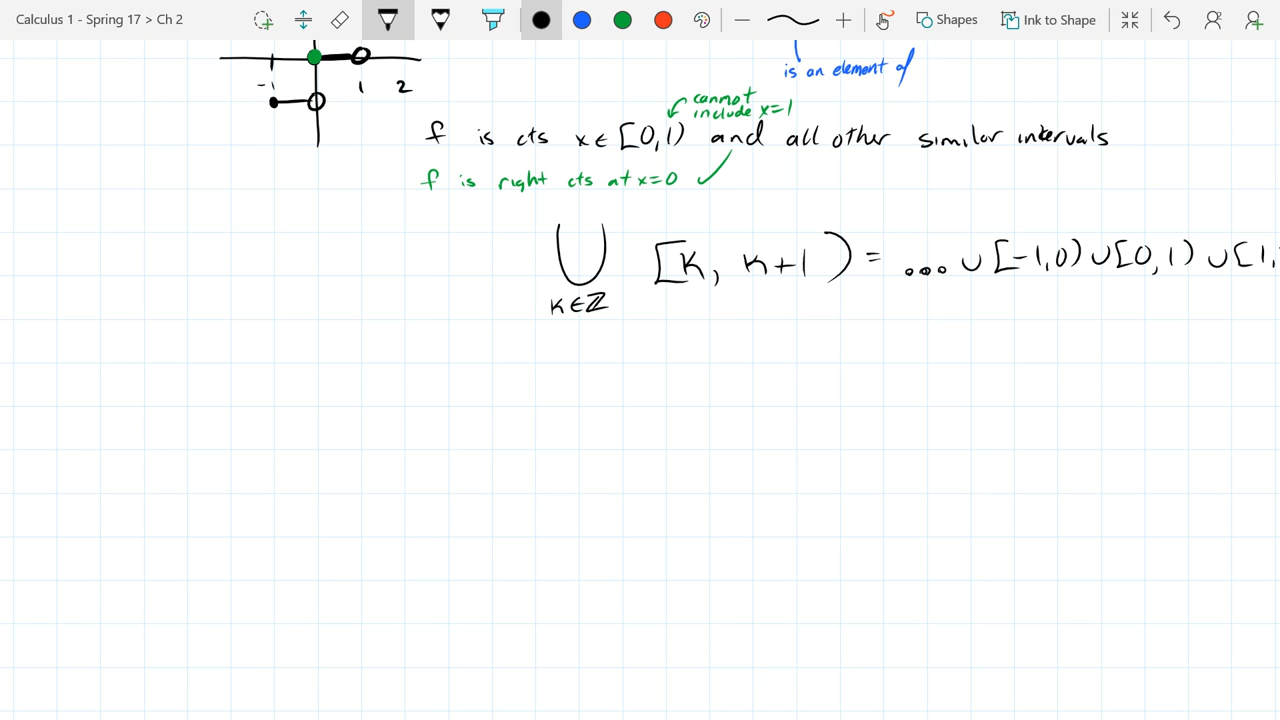 Calculus 1 - Spring 17 > Ch 2
Shapes
Ink to Shape
-1 1 2
is an element of
cannot
include x=1
f is cts x∈[0,1) and all other similar intervals
f is right cts at x=0
⋃ [k, k+1) = ... ∪[-1,0)∪[0,1)∪[1,
k∈ℤ